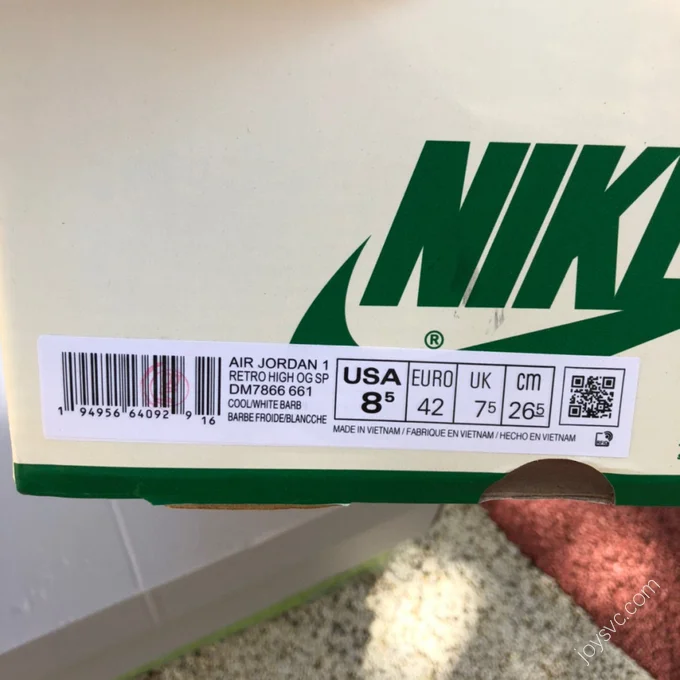 NIKE
®
AIR JORDAN 1
RETRO HIGH OG SP
DM7866 661
COOL/WHITE BARB
BARBE FROIDE/BLANCCHE
1 94956 64092 9 16
USA
8⁵
EURO
42
UK
7⁵
cm
26⁵
MADE IN VIETNAM / FABRIQUE EN VIETNAM / HECHO EN VIETNAM
joysvc.com